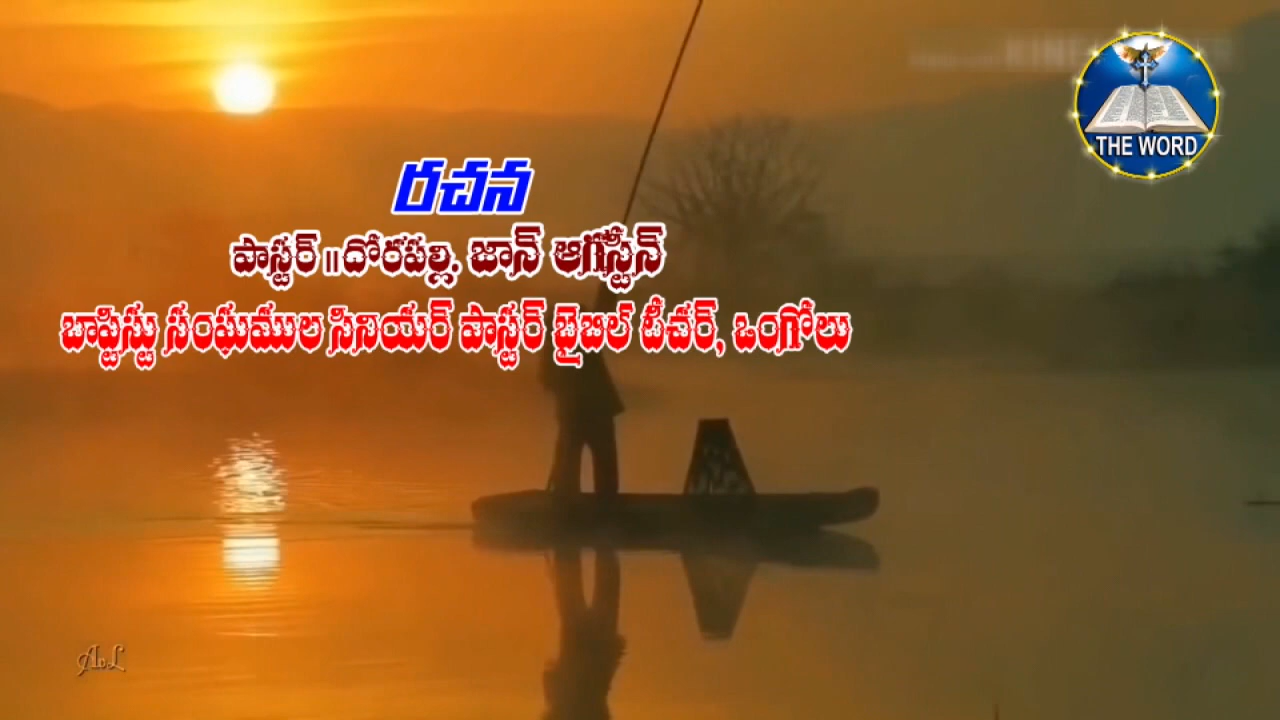 THE WORD
రచన
పాస్టర్ || దోరపల్లి. జాన్ ఆగస్టీన్
బాప్టిస్టు సంఘముల సినియర్ పాస్టర్ బైబిల్ టీచర్, ఒంగోలు